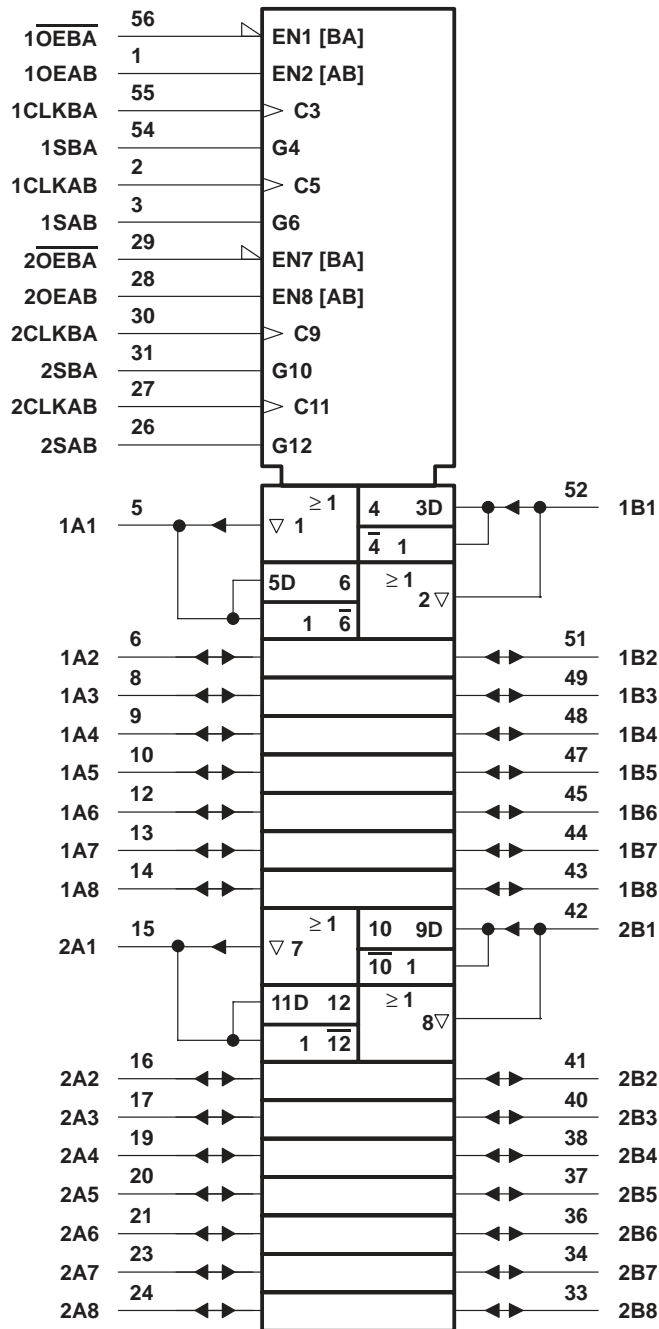 56
1O̅E̅B̅A̅ EN1 [BA]
1
1OEAB EN2 [AB]
55
1CLKBA C3
54
1SBA G4
2
1CLKAB C5
3
1SAB G6
29
2O̅E̅B̅A̅ EN7 [BA]
28
2OEAB EN8 [AB]
30
2CLKBA C9
31
2SBA G10
27
2CLKAB C11
26
2SAB G12
5 ≥ 1 4 3D 52
1A1 ▽ 1 1B1
4̅ 1
5D 6 ≥ 1
2 ▽
1 6̅
6 51
1A2 1B2
8 49
1A3 1B3
9 48
1A4 1B4
10 47
1A5 1B5
12 45
1A6 1B6
13 44
1A7 1B7
14 43
1A8 1B8
15 ≥ 1 10 9D 42
2A1 ▽ 7 2B1
1̅0̅ 1
11D 12 ≥ 1
8 ▽
1 1̅2̅
16 41
2A2 2B2
17 40
2A3 2B3
19 38
2A4 2B4
20 37
2A5 2B5
21 36
2A6 2B6
23 34
2A7 2B7
24 33
2A8 2B8